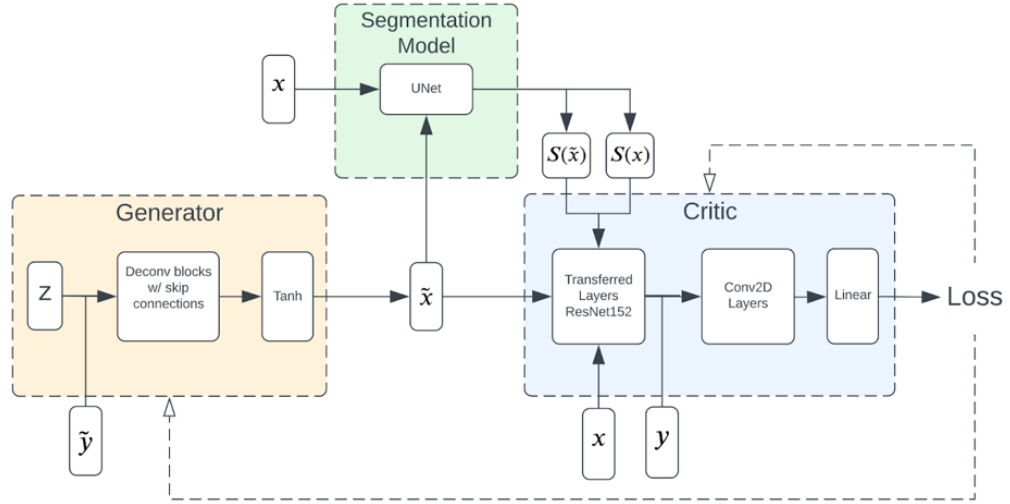 Segmentation
Model
x
UNet
S(x̃)
S(x)
Generator
Critic
Z
Deconv blocks
w/ skip
connections
Tanh
x̃
Transferred
Layers
ResNet152
Conv2D
Layers
Linear
Loss
ỹ
x
y